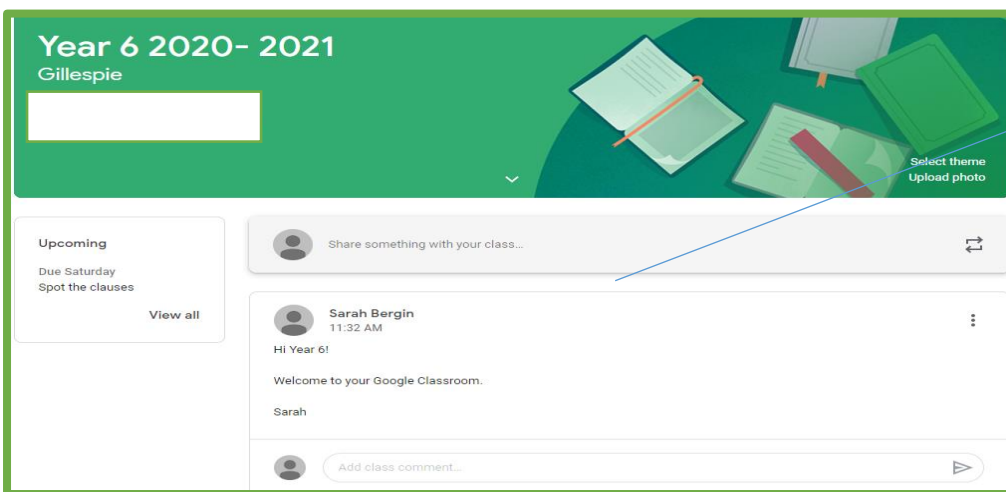 Year 6 2020- 2021
Gillespie
Select theme
Upload photo
Upcoming
Due Saturday
Spot the clauses
View all
Share something with your class...
Sarah Bergin
11:32 AM
Hi Year 6!
Welcome to your Google Classroom.
Sarah
Add class comment...